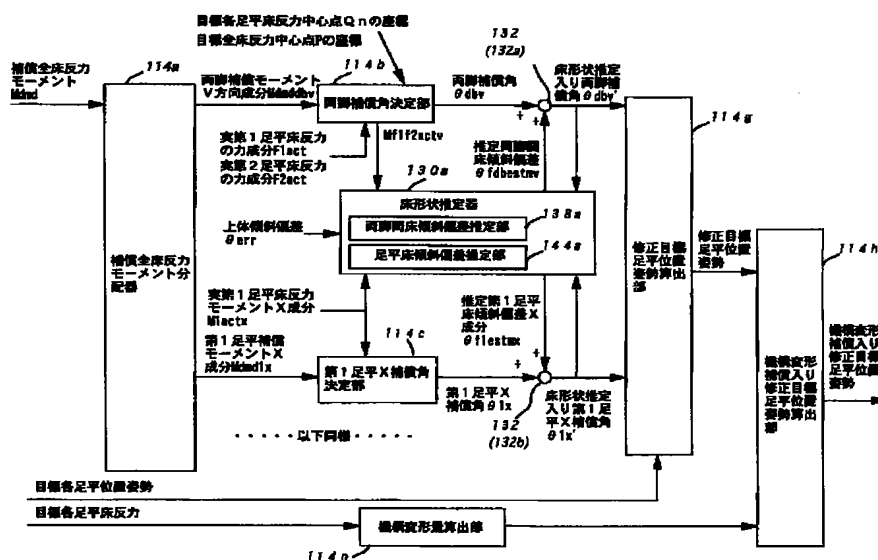 目標各足平床反力中心点Qnの座標
目標全床反力中心点Pの座標
132
(132a)
補償全床反力
モーメント
Mdmd
114a
両脚補償モーメント
V方向成分Mdmddbv
114b
両脚補償角決定部
両脚補償角
θdbv
床形状推定
入り両脚補
償角θdbv'
114g
実第1足平床反力
の力成分F1act
実第2足平床反力
の力成分F2act
Mf1f2actv
130a
推定両脚間
床傾斜偏差
θfdbestmv
床形状推定器
上体傾斜偏差
θerr
両脚間床傾斜偏差推定部
138a
足平床傾斜偏差推定部
144a
補償全床反力
モーメント分
配器
修正目標
足平位置
姿勢算出
部
修正目標
足平位置
姿勢
114h
実第1足平床反力
モーメントX成分
M1actx
114c
推定第1足平
床傾斜偏差X
成分
θf1estmx
第1足平補償
モーメントX
成分Mdmd1x
第1足平X補償角
決定部
第1足平X
補償角θ1x
132
(132b)
床形状推定
入り第1足
平X補償角
θ1x'
機構変形
補償入り
修正目標
足平位置
姿勢算出部
機構変形
補償入り
修正目標
足平位置
姿勢
・・・・・以下同様・・・・
目標各足平位置姿勢
目標各足平床反力
機構変形量算出部
114n